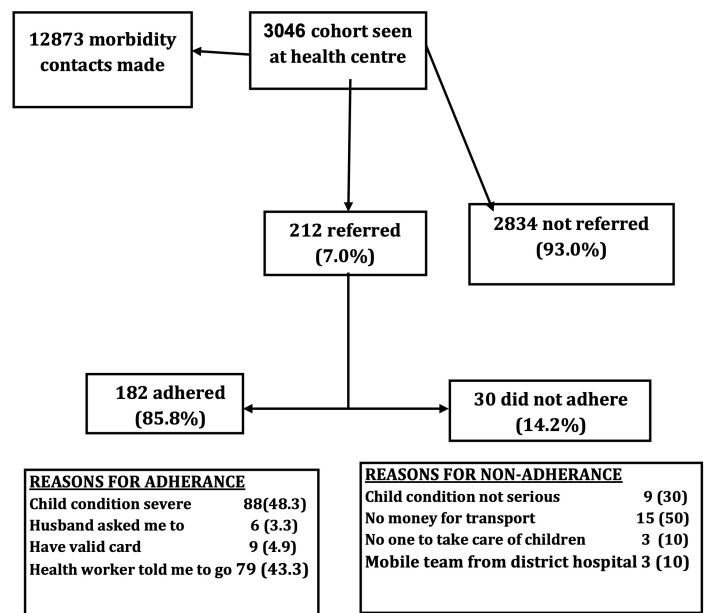 12873 morbidity
contacts made
3046 cohort seen
at health centre
212 referred
(7.0%)
2834 not referred
(93.0%)
182 adhered
(85.8%)
30 did not adhere
(14.2%)
REASONS FOR ADHERANCE
Child condition severe 88(48.3)
Husband asked me to 6 (3.3)
Have valid card 9 (4.9)
Health worker told me to go 79 (43.3)
REASONS FOR NON-ADHERANCE
Child condition not serious 9 (30)
No money for transport 15 (50)
No one to take care of children 3 (10)
Mobile team from district hospital 3 (10)